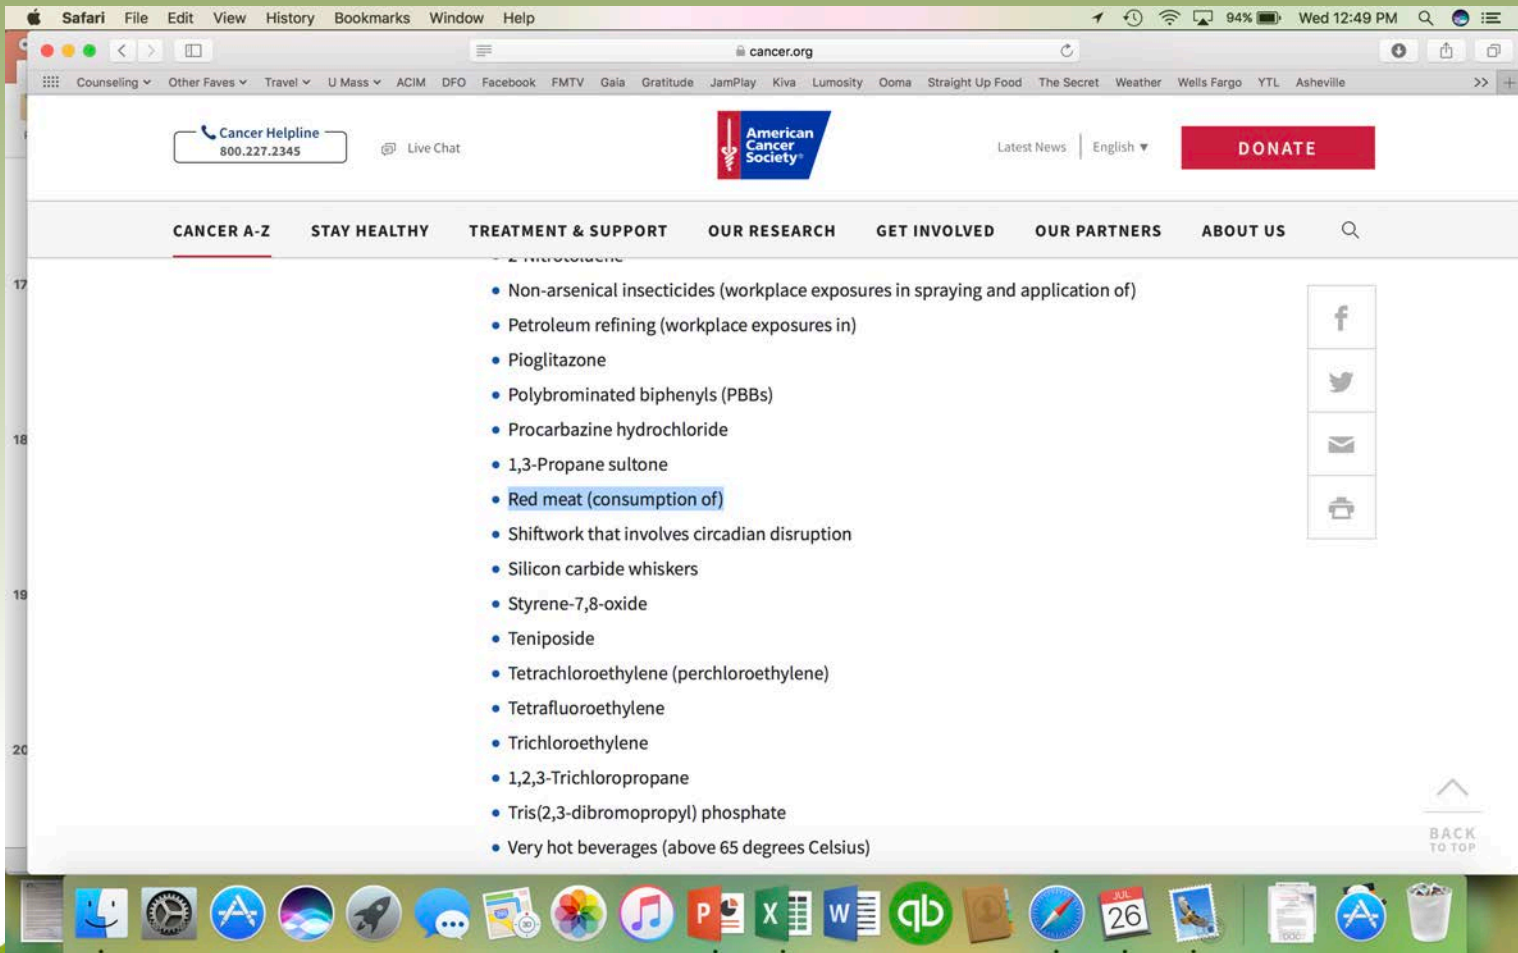 Safari File Edit View History Bookmarks Window Help 94% Wed 12:49 PM
cancer.org
Counseling Other Faves Travel U Mass ACIM DFO Facebook FMTV Gaia Gratitude JamPlay Kiva Lumosity Ooma Straight Up Food The Secret Weather Wells Fargo YTL Asheville >> +
Cancer Helpline
800.227.2345
Live Chat
American
Cancer
Society®
Latest News English
DONATE
CANCER A-Z STAY HEALTHY TREATMENT & SUPPORT OUR RESEARCH GET INVOLVED OUR PARTNERS ABOUT US
17
18
19
20
• 2-Nitrotoluene
• Non-arsenical insecticides (workplace exposures in spraying and application of)
• Petroleum refining (workplace exposures in)
• Pioglitazone
• Polybrominated biphenyls (PBBs)
• Procarbazine hydrochloride
• 1,3-Propane sultone
• Red meat (consumption of)
• Shiftwork that involves circadian disruption
• Silicon carbide whiskers
• Styrene-7,8-oxide
• Teniposide
• Tetrachloroethylene (perchloroethylene)
• Tetrafluoroethylene
• Trichloroethylene
• 1,2,3-Trichloropropane
• Tris(2,3-dibromopropyl) phosphate
• Very hot beverages (above 65 degrees Celsius)
BACK
TO TOP
P X W qb JUL
26